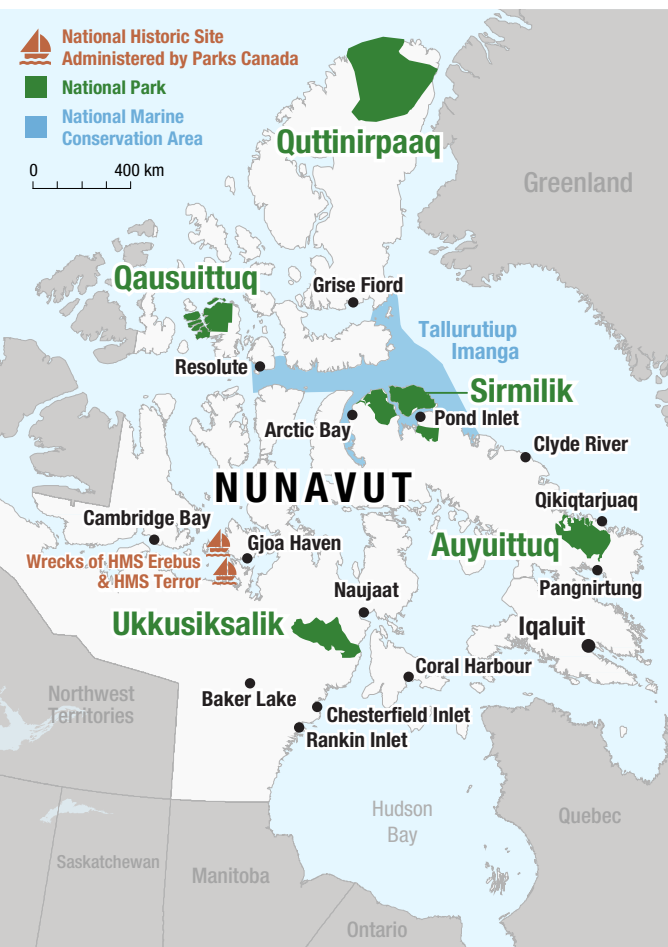 National Historic Site
Administered by Parks Canada
National Park
National Marine
Conservation Area
0 400 km
Quttinirpaaq
Greenland
Qausuittuq
Grise Fiord
Tallurutiup
Imanga
Resolute
Sirmilik
Arctic Bay
Pond Inlet
Clyde River
NUNAVUT
Qikiqtarjuaq
Cambridge Bay
Gjoa Haven
Auyuittuq
Wrecks of HMS Erebus
& HMS Terror
Pangnirtung
Naujaat
Ukkusiksalik
Iqaluit
Coral Harbour
Baker Lake
Northwest
Territories
Chesterfield Inlet
Rankin Inlet
Hudson
Bay
Quebec
Saskatchewan
Manitoba
Ontario